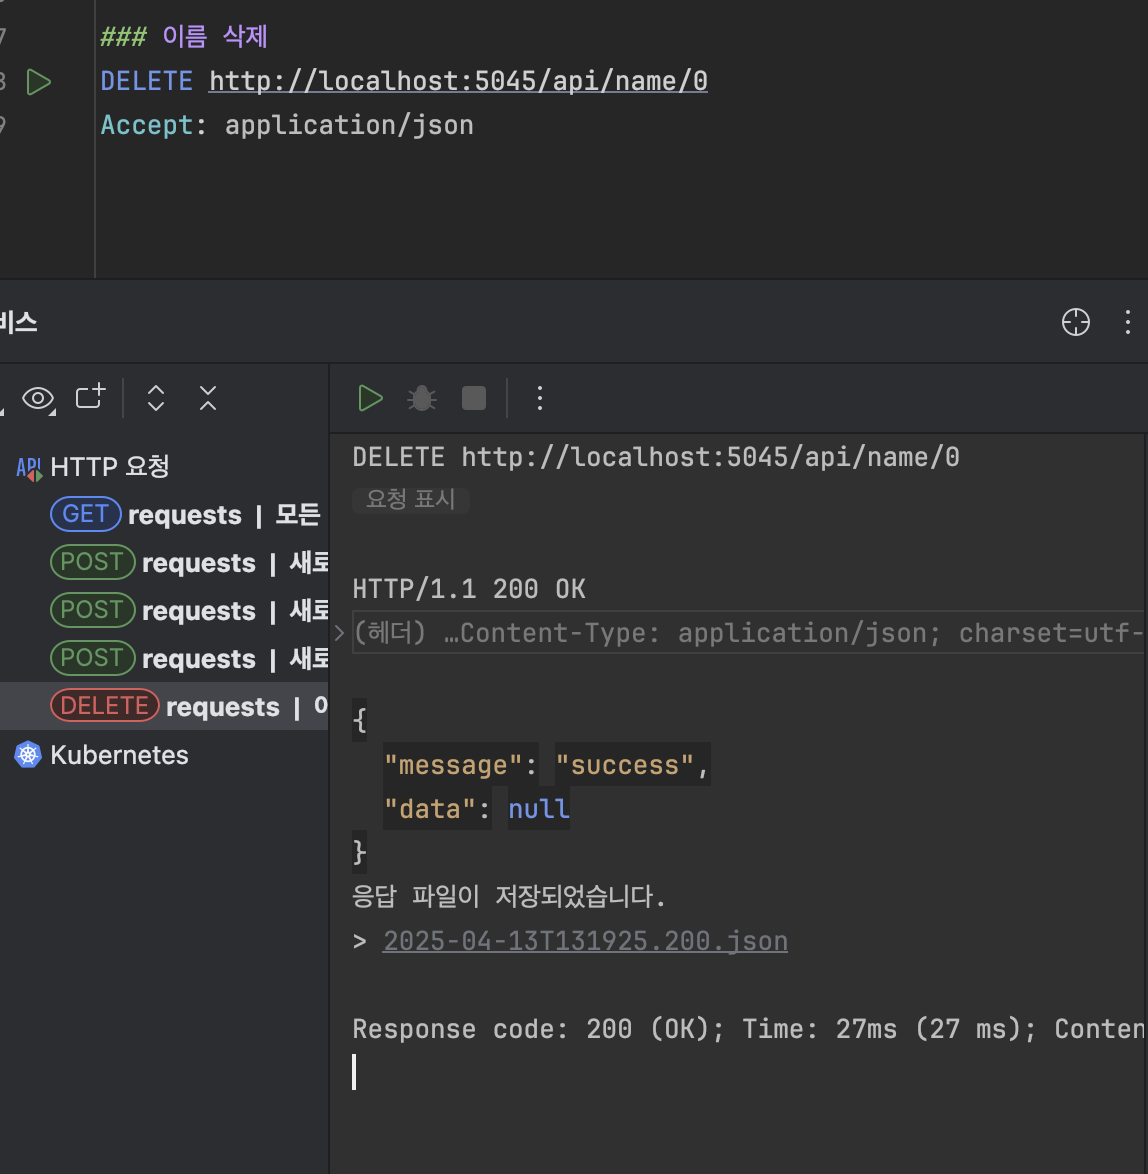 ### 이름 삭제
DELETE http://localhost:5045/api/name/0
Accept: application/json
비스
API HTTP 요청
GET requests | 모든
POST requests | 새로
POST requests | 새로
POST requests | 새로
DELETE requests | 0
Kubernetes
DELETE http://localhost:5045/api/name/0
요청 표시
HTTP/1.1 200 OK
(헤더) …Content-Type: application/json; charset=utf-
{
"message": "success",
"data": null
}
응답 파일이 저장되었습니다.
> 2025-04-13T131925.200.json
Response code: 200 (OK); Time: 27ms (27 ms); Conten